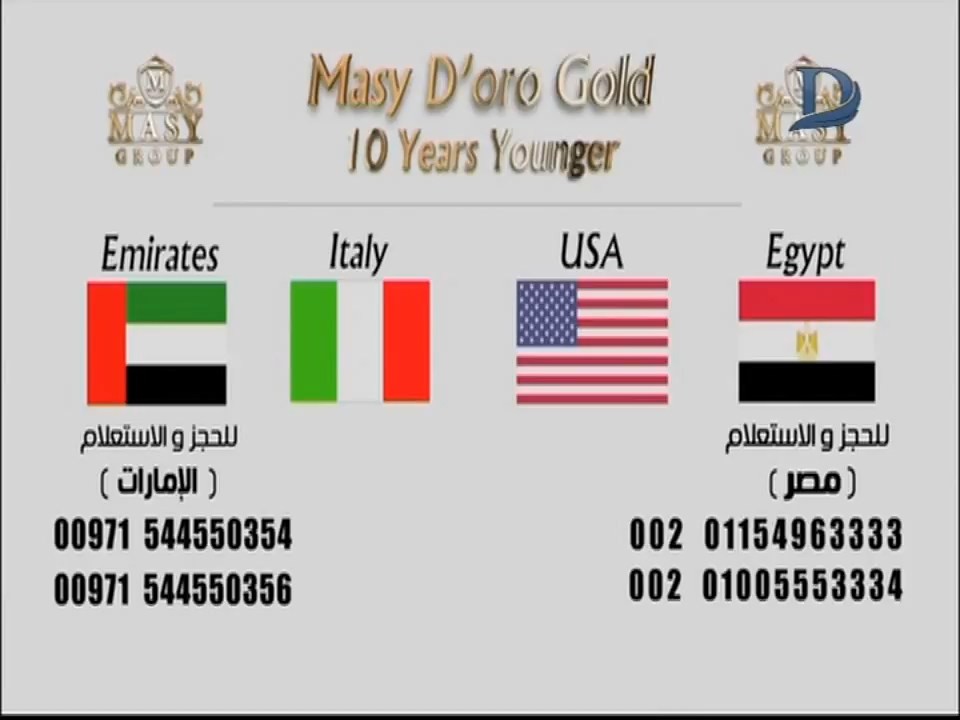 Masy D'oro Gold
10 Years Younger
M
MASY
GROUP
MASY
GROUP
D
Emirates
Italy
USA
Egypt
للحجز و الاستعلام
( الإمارات )
00971 544550354
00971 544550356
للحجز و الاستعلام
( مصر )
002 01154963333
002 01005553334